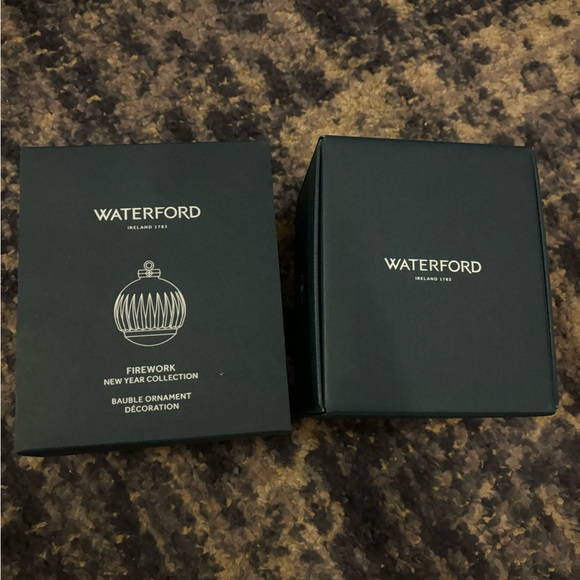 WATERFORD
IRELAND 1783
FIREWORK
NEW YEAR COLLECTION
BAUBLE ORNAMENT
DÉCORATION
WATERFORD
IRELAND 1783